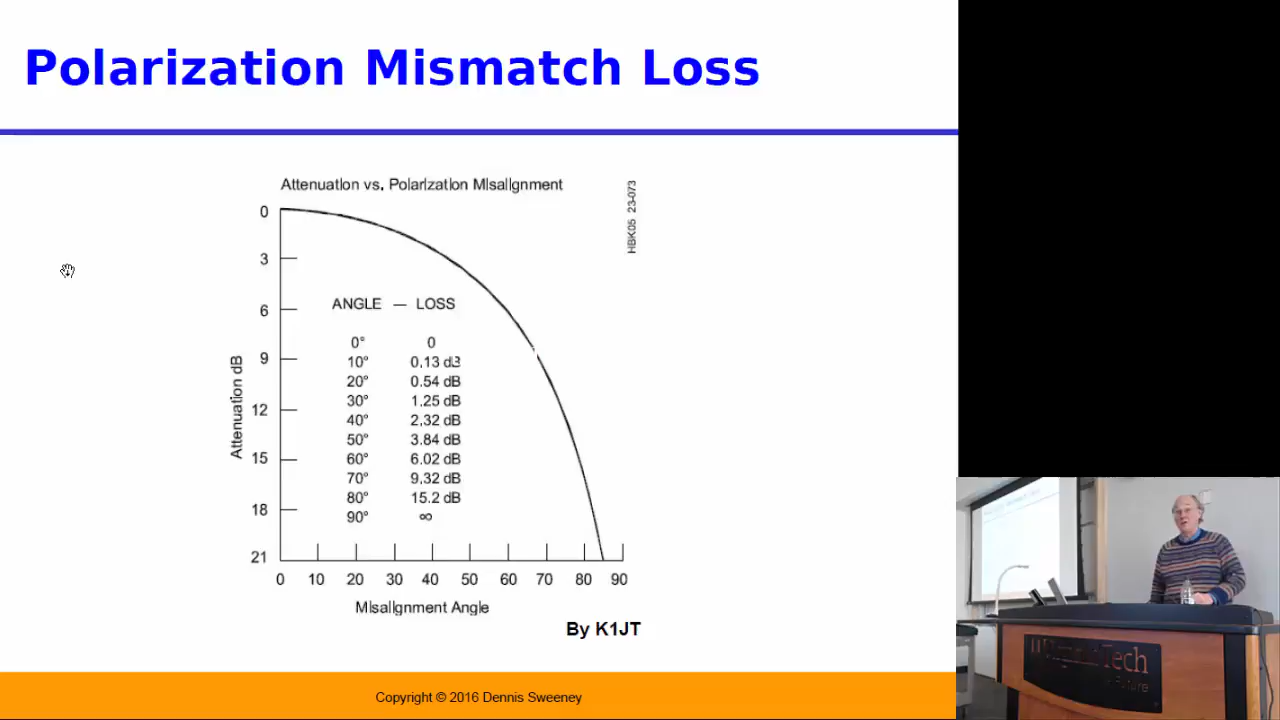 Polarization Mismatch Loss
Attenuation vs. Polarization Misalignment
HBK05 23-073
Attenuation dB
0
3
6
9
12
15
18
21
ANGLE — LOSS
0° 0
10° 0.13 dB
20° 0.54 dB
30° 1.25 dB
40° 2.32 dB
50° 3.84 dB
60° 6.02 dB
70° 9.32 dB
80° 15.2 dB
90° ∞
0 10 20 30 40 50 60 70 80 90
Misalignment Angle
By K1JT
Copyright © 2016 Dennis Sweeney
Tech
Future